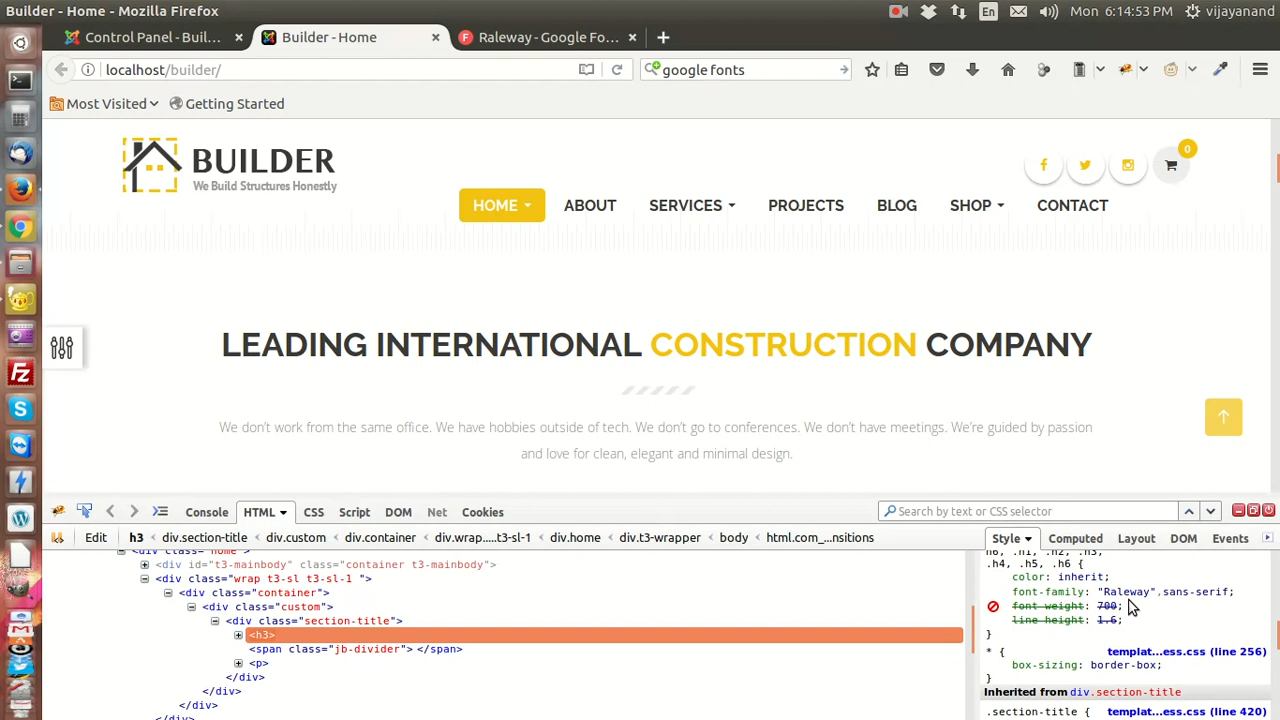 Builder - Home - Mozilla Firefox
En
Mon 6:14:53 PM
vijayanand
Control Panel - Buil...
Builder - Home
Raleway - Google Fo...
localhost/builder/
google fonts
Most Visited
Getting Started
BUILDER
We Build Structures Honestly
0
HOME
ABOUT
SERVICES
PROJECTS
BLOG
SHOP
CONTACT
LEADING INTERNATIONAL CONSTRUCTION COMPANY
We don't work from the same office. We have hobbies outside of tech. We don't go to conferences. We don't have meetings. We're guided by passion
and love for clean, elegant and minimal design.
Console
HTML
CSS
Script
DOM
Net
Cookies
Search by text or CSS selector
Edit
h3
div.section-title
div.custom
div.container
div.wrap.....t3-sl-1
div.home
div.t3-wrapper
body
html.com_...nsitions
Style
Computed
Layout
DOM
Events
<div class="home">
<div id="t3-mainbody" class="container t3-mainbody">
<div class="wrap t3-sl t3-sl-1 ">
<div class="container">
<div class="custom">
<div class="section-title">
<h3>
<span class="jb-divider"> </span>
<p>
</div>
</div>
</div>
</div>
h6, .h1, .h2, .h3,
.h4, .h5, .h6 {
color: inherit;
font-family: "Raleway",sans-serif;
font-weight: 700;
line-height: 1.6;
}
* {
templat...ess.css (line 256)
box-sizing: border-box;
}
Inherited from div.section-title
.section-title {
templat...ess.css (line 420)